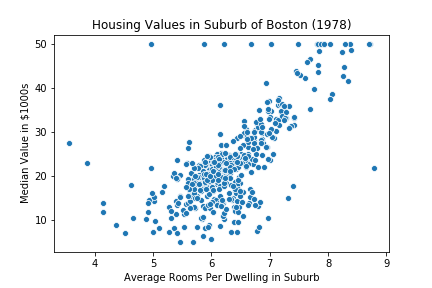 Housing Values in Suburb of Boston (1978)
50
40
30
20
10
Median Value in $1000s
4 5 6 7 8 9
Average Rooms Per Dwelling in Suburb